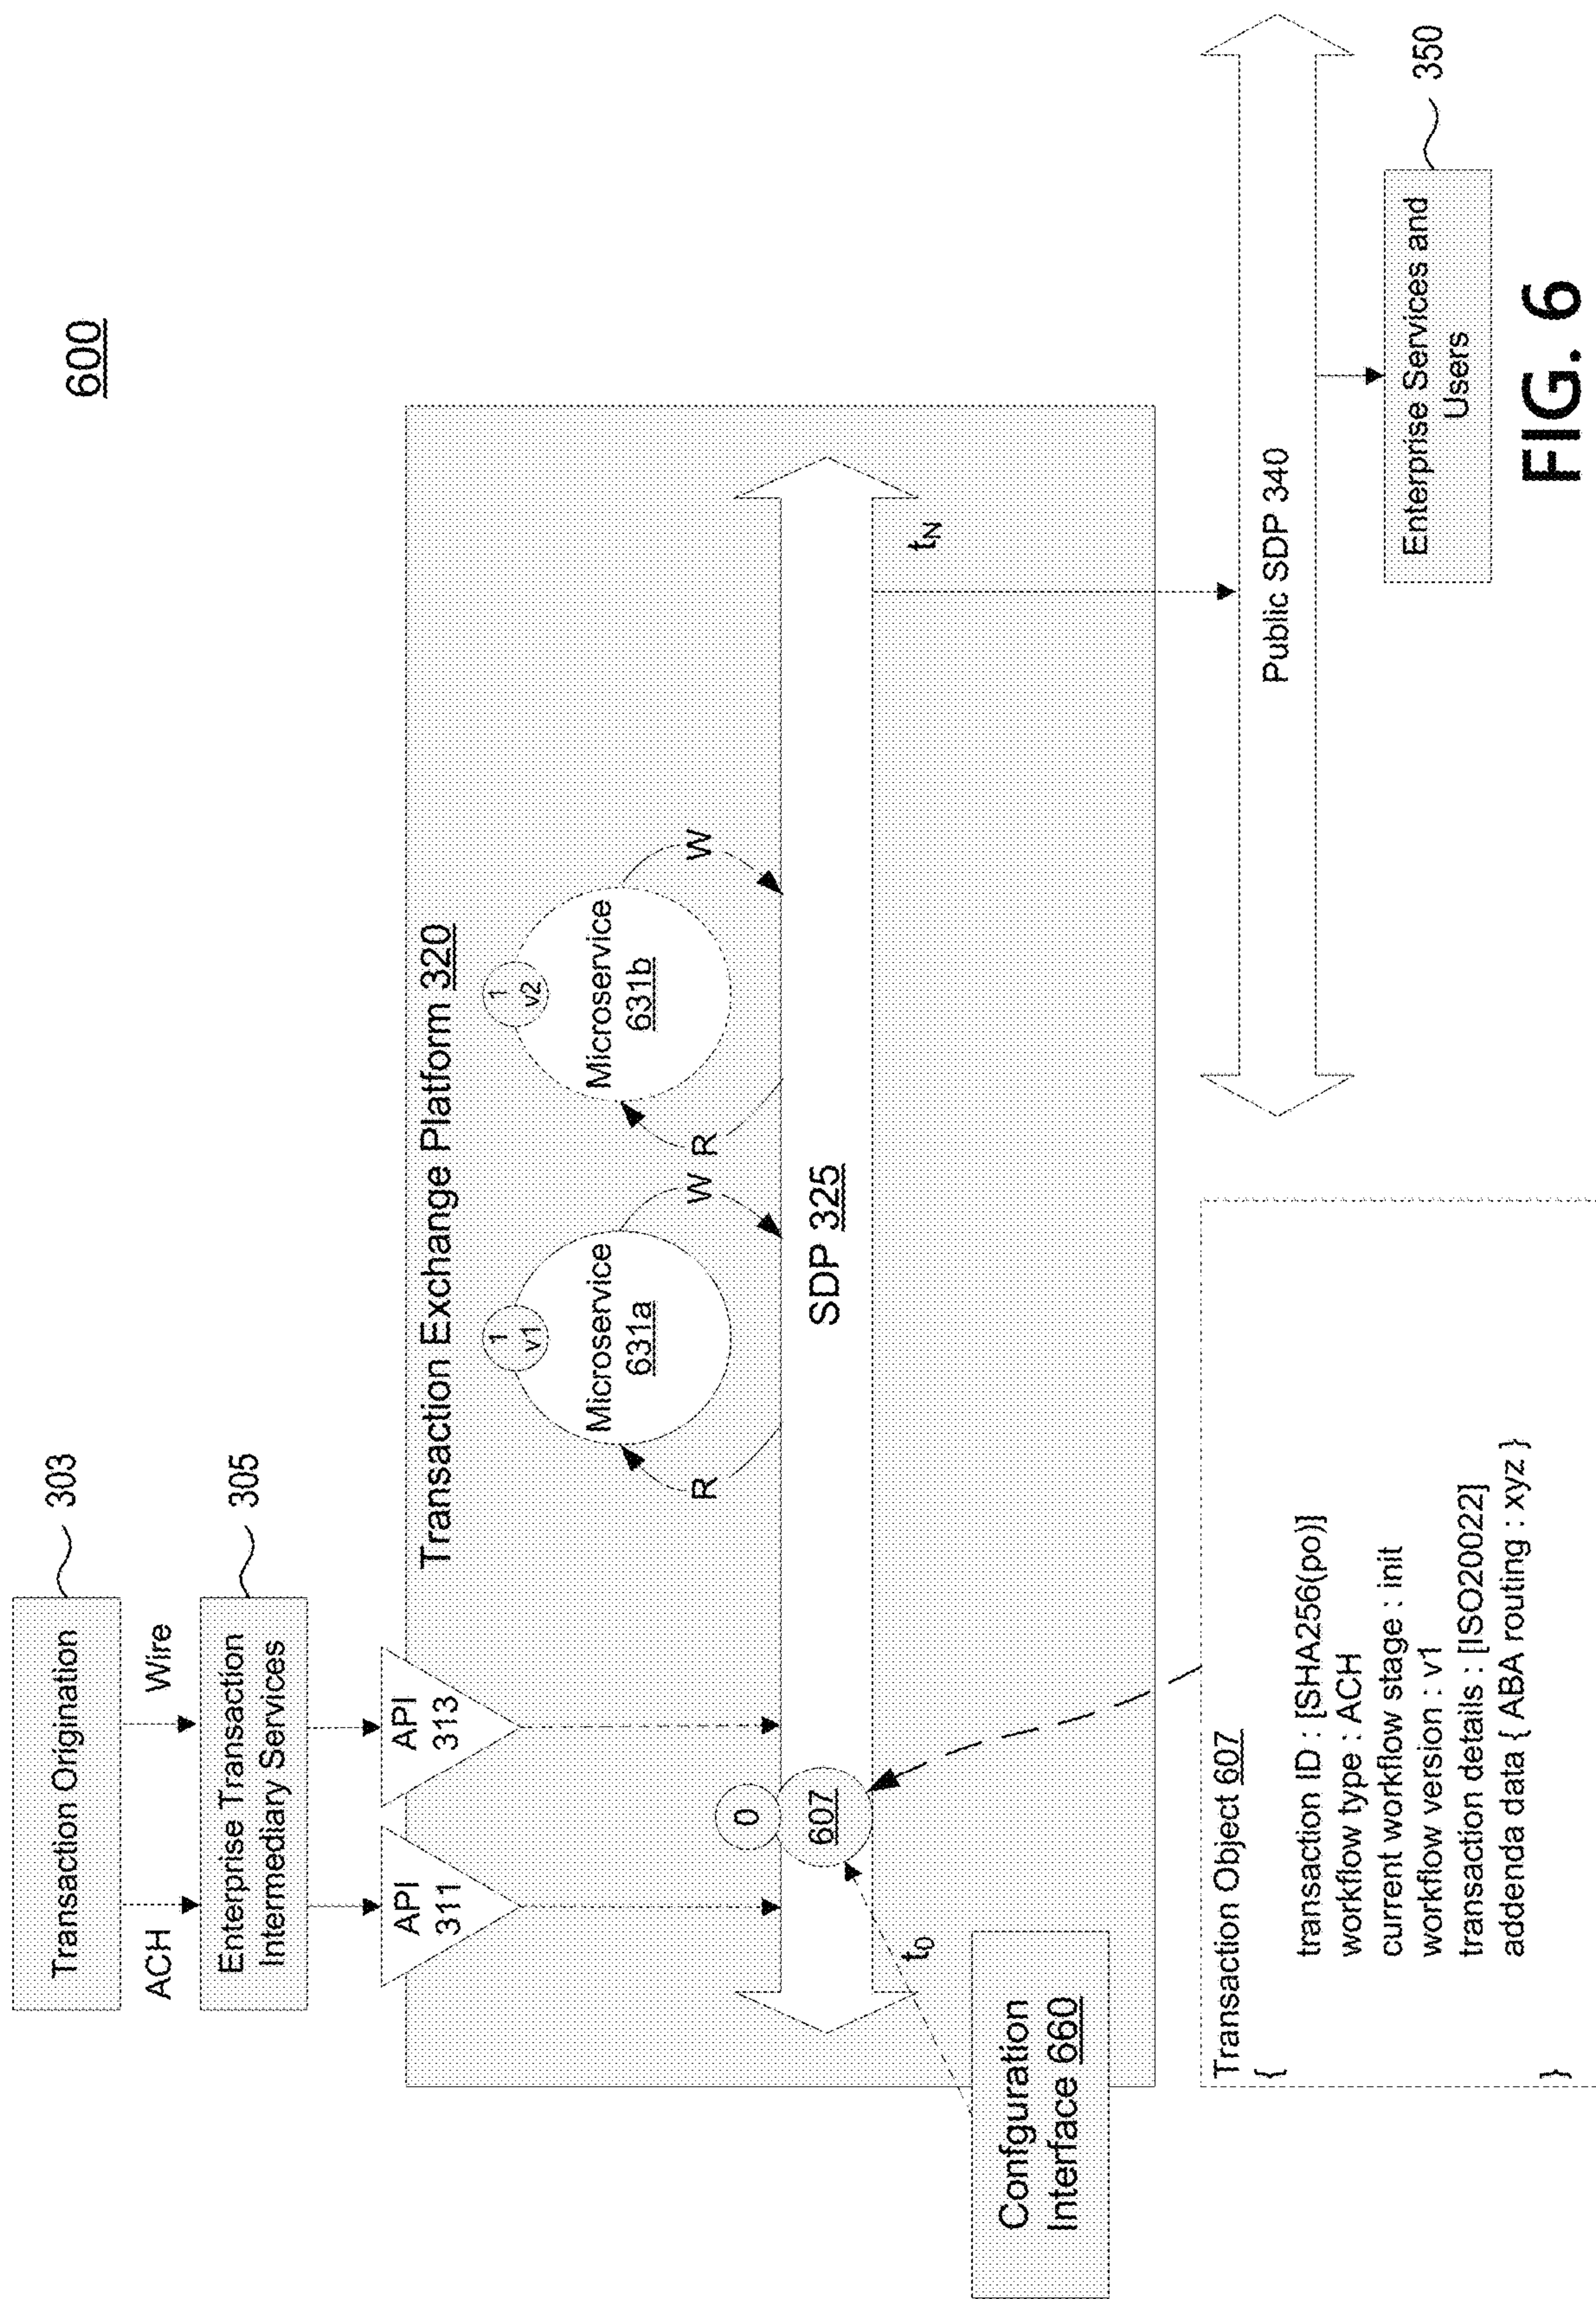 600
Transaction Origination
303
ACH
Wire
Enterprise Transaction
Intermediary Services
305
API
311
API
313
Transaction Exchange Platform 320
1
v1
Microservice
631a
R
W
1
v2
Microservice
631b
R
W
0
607
SDP 325
t0
tN
Confguration
Interface 660
Public SDP 340
Transaction Object 607
{
transaction ID : [SHA256(po)]
workflow type : ACH
current workflow stage : init
workflow version : v1
transaction details : [ISO20022]
addenda data { ABA routing : xyz }
}
Enterprise Services and
Users
350
FIG. 6